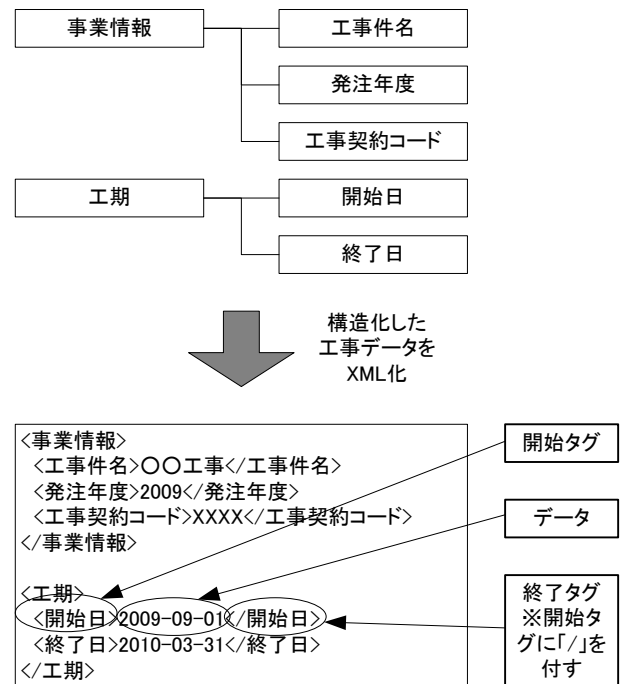 事業情報
工事件名
発注年度
工事契約コード
工期
開始日
終了日
構造化した
工事データを
XML化
<事業情報>
<工事件名>〇〇工事</工事件名>
<発注年度>2009</発注年度>
<工事契約コード>XXXX</工事契約コード>
</事業情報>
<工期>
<開始日>2009-09-01</開始日>
<終了日>2010-03-31</終了日>
</工期>
開始タグ
データ
終了タグ
※開始タ
グに「/」を
付す